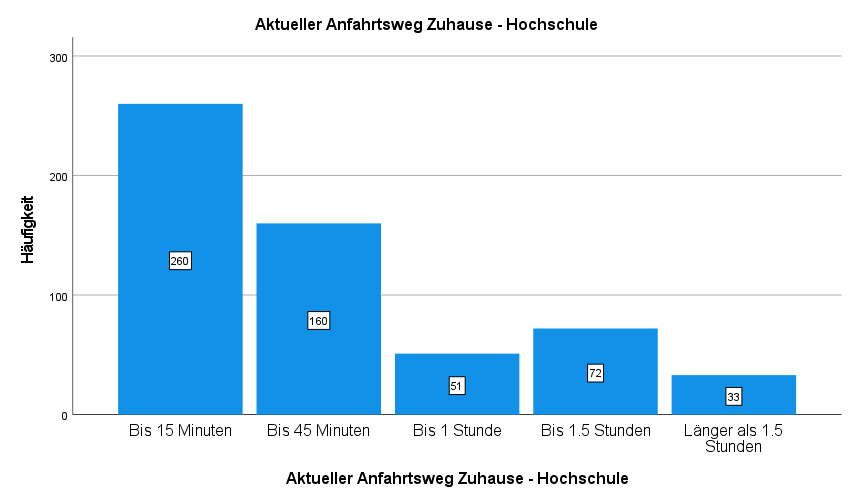 Aktueller Anfahrtsweg Zuhause - Hochschule
Häufigkeit
300
200
100
0
260
160
51
72
33
Bis 15 Minuten
Bis 45 Minuten
Bis 1 Stunde
Bis 1.5 Stunden
Länger als 1.5
Stunden
Aktueller Anfahrtsweg Zuhause - Hochschule